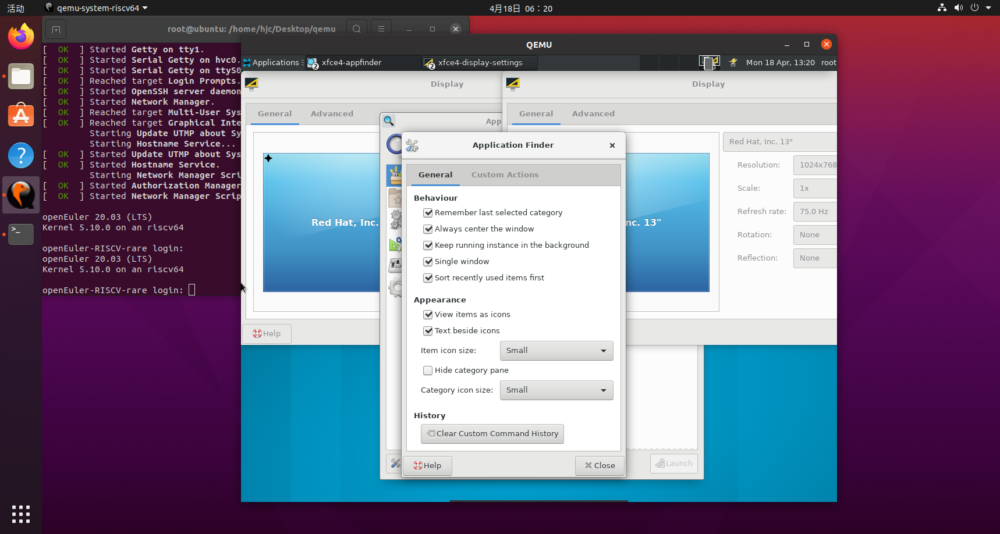 活动
qemu-system-riscv64
4月18日 06：20
root@ubuntu: /home/hjc/Desktop/qemu
[ OK ] Started Getty on tty1.
[ OK ] Started Serial Getty on hvc0.
[ OK ] Started Serial Getty on ttyS0
[ OK ] Reached target Login Prompts.
[ OK ] Started OpenSSH server daemon
[ OK ] Started Network Manager.
[ OK ] Reached target Multi-User Sys
[ OK ] Reached target Graphical Inte
Starting Update UTMP about Sy
Starting Hostname Service...
[ OK ] Started Update UTMP about Sys
[ OK ] Started Hostname Service.
Starting Network Manager Scri
[ OK ] Started Authorization Manager
[ OK ] Started Network Manager Scrip
openEuler 20.03 (LTS)
Kernel 5.10.0 on an riscv64
openEuler-RISCV-rare login:
openEuler 20.03 (LTS)
Kernel 5.10.0 on an riscv64
openEuler-RISCV-rare login:
QEMU
Applications
2 xfce4-appfinder
2 xfce4-display-settings
Mon 18 Apr, 13:20 root
Display
General Advanced
Red Hat, Inc.
Help
App
Display
General Advanced
nc. 13"
Red Hat, Inc. 13"
Resolution: 1024x768
Scale: 1x
Refresh rate: 75.0 Hz
Rotation: None
Reflection: None
Launch
Application Finder
General Custom Actions
Behaviour
Remember last selected category
Always center the window
Keep running instance in the background
Single window
Sort recently used items first
Appearance
View items as icons
Text beside icons
Item icon size: Small
Hide category pane
Category icon size: Small
History
Clear Custom Command History
Help
Close